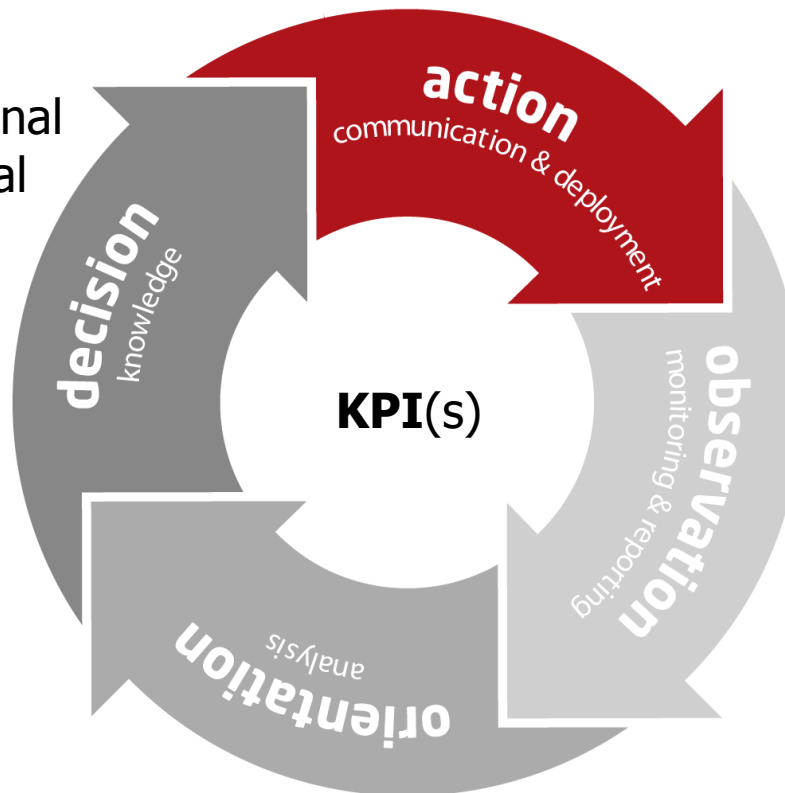 nal
al
action
communication & deployment
observation
monitoring & reporting
orientation
analysis
decision
knowledge
KPI(s)